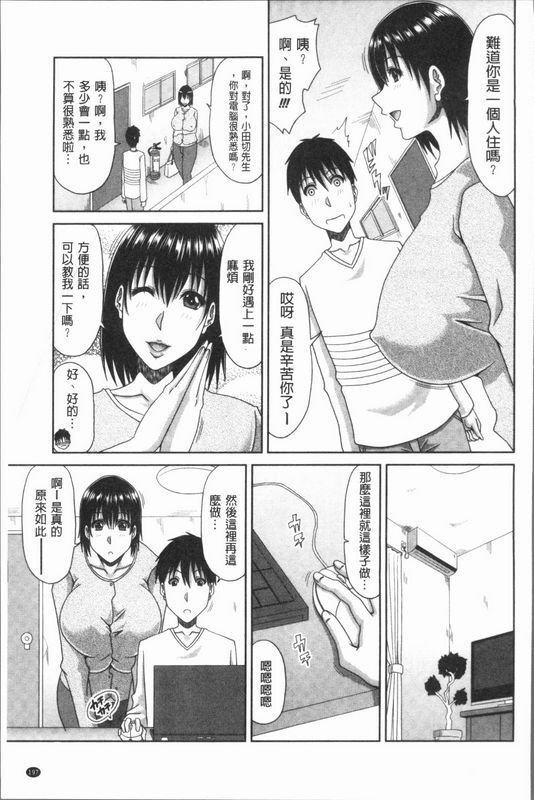 難道你是一個人住嗎？
咦？
啊、是的!!!
哎呀 真是辛苦你了ー
啊，對了，小田切先生
，你對電腦很熟悉嗎？
咦？啊，我
多少會一點，也
不算很熟悉啦…
我剛好遇上一點
麻煩
方便的話，
可以教我一下嗎？
好、好的…
那麼這裡就這樣子做…
嗯嗯嗯嗯
然後這裡再這
麼做…
啊ー是真的
原來如此——
197